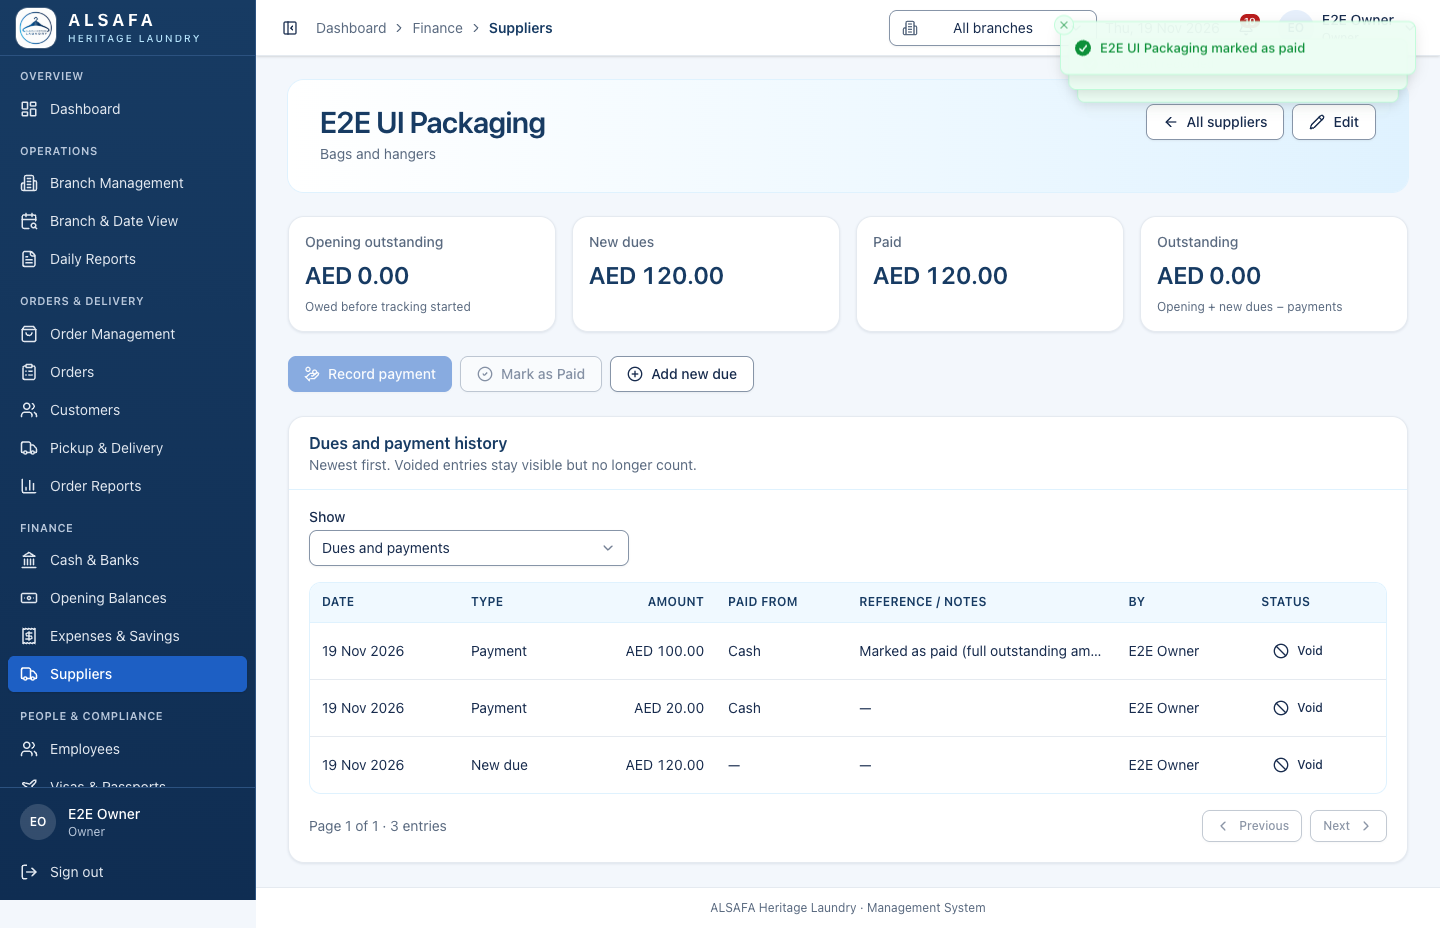 ALSAFA
HERITAGE LAUNDRY
OVERVIEW
Dashboard
OPERATIONS
Branch Management
Branch & Date View
Daily Reports
ORDERS & DELIVERY
Order Management
Orders
Customers
Pickup & Delivery
Order Reports
FINANCE
Cash & Banks
Opening Balances
Expenses & Savings
Suppliers
PEOPLE & COMPLIANCE
Employees
Visas & Passports
EO
E2E Owner
Owner
Sign out
Dashboard > Finance > Suppliers
All branches
E2E Owner
E2E UI Packaging marked as paid
E2E UI Packaging
Bags and hangers
All suppliers
Edit
Opening outstanding
AED 0.00
Owed before tracking started
New dues
AED 120.00
Paid
AED 120.00
Outstanding
AED 0.00
Opening + new dues – payments
Record payment
Mark as Paid
Add new due
Dues and payment history
Newest first. Voided entries stay visible but no longer count.
Show
Dues and payments
DATE TYPE AMOUNT PAID FROM REFERENCE / NOTES BY STATUS
19 Nov 2026 Payment AED 100.00 Cash Marked as paid (full outstanding am... E2E Owner Void
19 Nov 2026 Payment AED 20.00 Cash — E2E Owner Void
19 Nov 2026 New due AED 120.00 — — E2E Owner Void
Page 1 of 1 · 3 entries
Previous
Next
ALSAFA Heritage Laundry · Management System